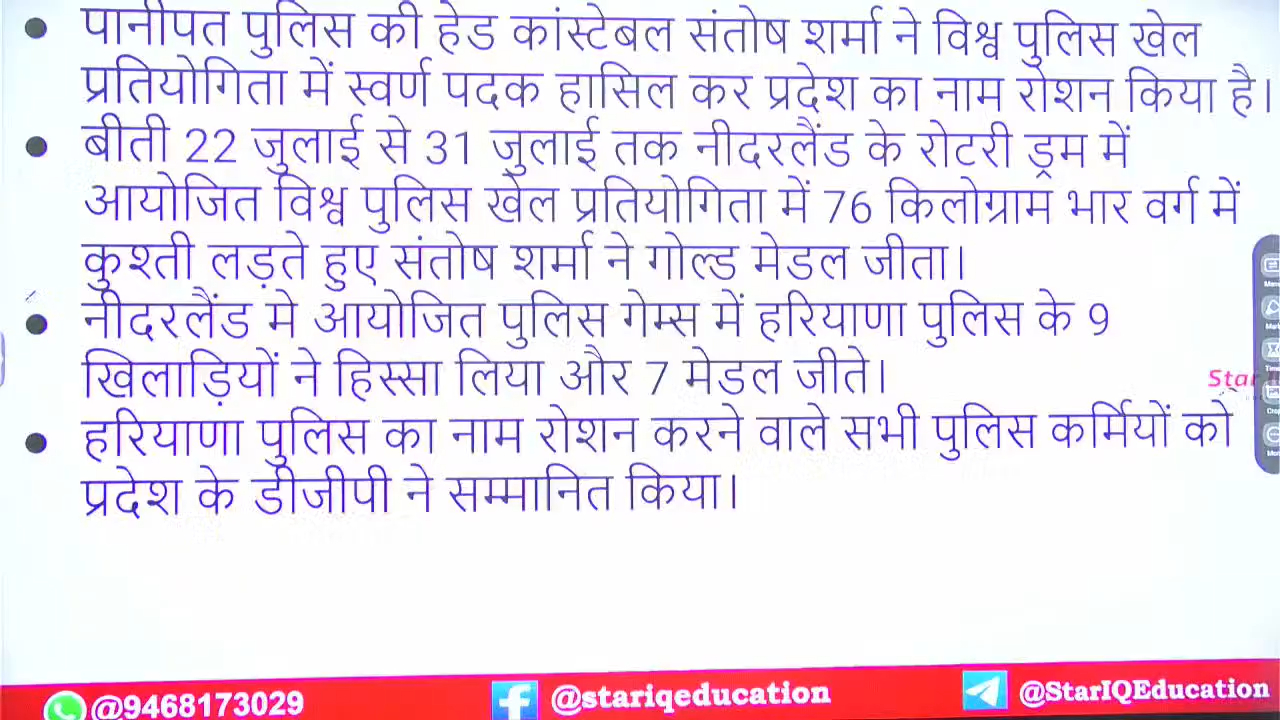 पानीपत पुलिस की हेड कांस्टेबल संतोष शर्मा ने विश्व पुलिस खेल
प्रतियोगिता में स्वर्ण पदक हासिल कर प्रदेश का नाम रोशन किया है।
बीती 22 जुलाई से 31 जुलाई तक नीदरलैंड के रोटरी ड्रम में
आयोजित विश्व पुलिस खेल प्रतियोगिता में 76 किलोग्राम भार वर्ग में
कुश्ती लड़ते हुए संतोष शर्मा ने गोल्ड मेडल जीता।
नीदरलैंड मे आयोजित पुलिस गेम्स में हरियाणा पुलिस के 9
खिलाड़ियों ने हिस्सा लिया और 7 मेडल जीते।
Star
हरियाणा पुलिस का नाम रोशन करने वाले सभी पुलिस कर्मियों को
प्रदेश के डीजीपी ने सम्मानित किया।
@9468173029 @stariqeducation @StarIQEducation